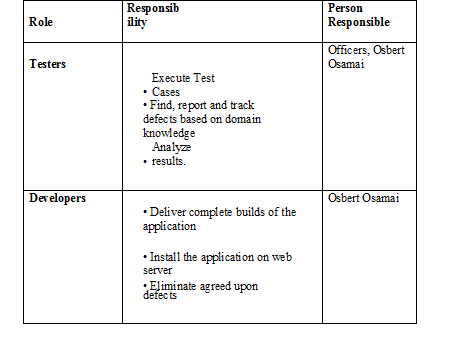 Role
Responsib
ility
Person
Responsible
Testers
Execute Test
• Cases
• Find, report and track
defects based on domain
knowledge
Analyze
• results.
Officers, Osbert
Osamai
Developers
• Deliver complete builds of the
application
• Install the application on web
server
• Eliminate agreed upon
defects
Osbert Osamai